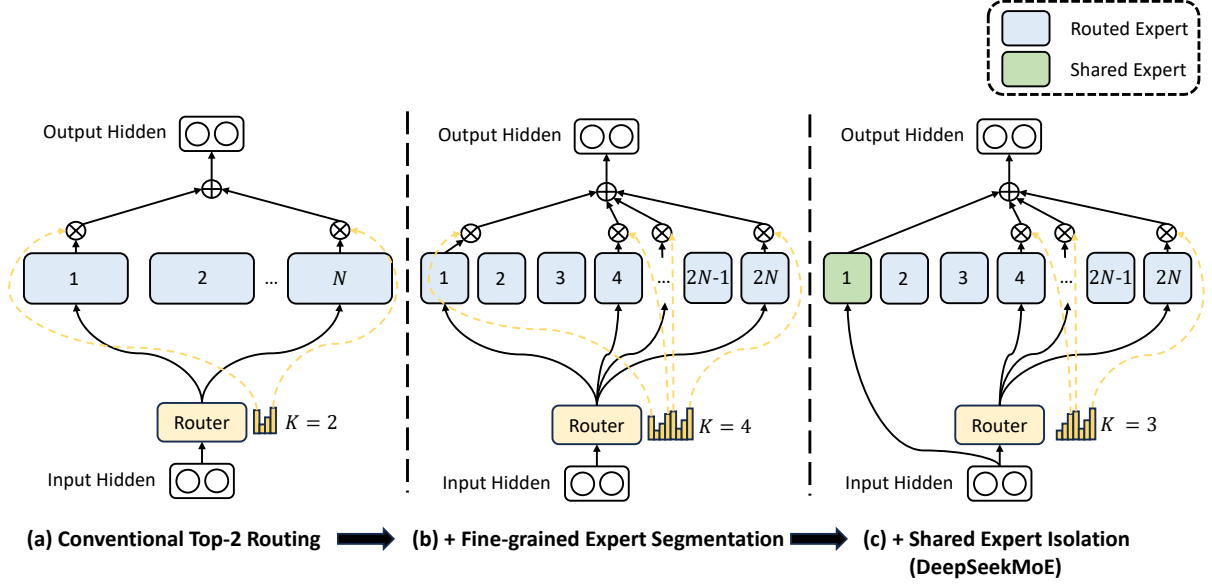 Routed Expert
Shared Expert
Output Hidden
1
2
...
N
Router
K = 2
Input Hidden
(a) Conventional Top-2 Routing
Output Hidden
1
2
3
4
...
2N-1
2N
Router
K = 4
Input Hidden
(b) + Fine-grained Expert Segmentation
Output Hidden
1
2
3
4
...
2N-1
2N
Router
K = 3
Input Hidden
(c) + Shared Expert Isolation
(DeepSeekMoE)